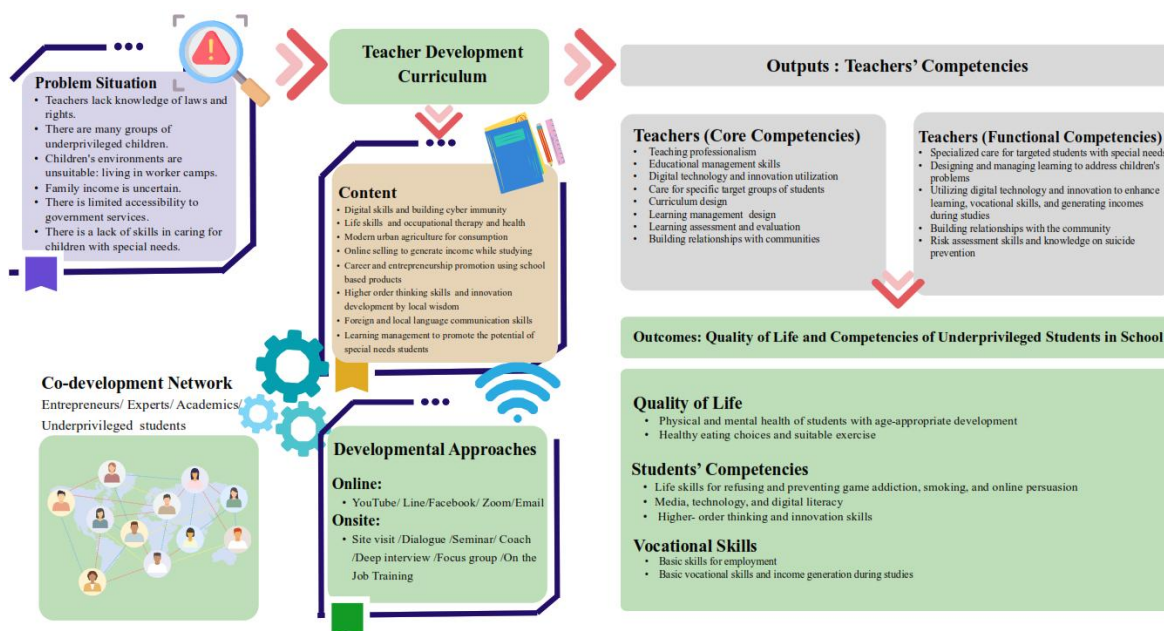 Problem Situation
• Teachers lack knowledge of laws and
rights.
• There are many groups of
underprivileged children.
• Children's environments are
unsuitable: living in worker camps.
• Family income is uncertain.
• There is limited accessibility to
government services.
• There is a lack of skills in caring for
children with special needs.
Teacher Development
Curriculum
Content
• Digital skills and building cyber immunity
• Life skills and occupational therapy and health
• Modern urban agriculture for consumption
• Online selling to generate income while studying
• Career and entrepreneurship promotion using school
based products
• Higher order thinking skills and innovation
development by local wisdom
• Foreign and local language communication skills
• Learning management to promote the potential of
special needs students
Co-development Network
Entrepreneurs/ Experts/ Academics/
Underprivileged students
Developmental Approaches
Online:
• YouTube/ Line/Facebook/ Zoom/Email
Onsite:
• Site visit /Dialogue /Seminar/ Coach
/Deep interview /Focus group /On the
Job Training
Outputs : Teachers' Competencies
Teachers (Core Competencies)
• Teaching professionalism
• Educational management skills
• Digital technology and innovation utilization
• Care for specific target groups of students
• Curriculum design
• Learning management design
• Learning assessment and evaluation
• Building relationships with communities
Teachers (Functional Competencies)
• Specialized care for targeted students with special needs
• Designing and managing learning to address children's
problems
• Utilizing digital technology and innovation to enhance
learning, vocational skills, and generating incomes
during studies
• Building relationships with the community
• Risk assessment skills and knowledge on suicide
prevention
Outcomes: Quality of Life and Competencies of Underprivileged Students in School
Quality of Life
• Physical and mental health of students with age-appropriate development
• Healthy eating choices and suitable exercise
Students' Competencies
• Life skills for refusing and preventing game addiction, smoking, and online persuasion
• Media, technology, and digital literacy
• Higher- order thinking and innovation skills
Vocational Skills
• Basic skills for employment
• Basic vocational skills and income generation during studies